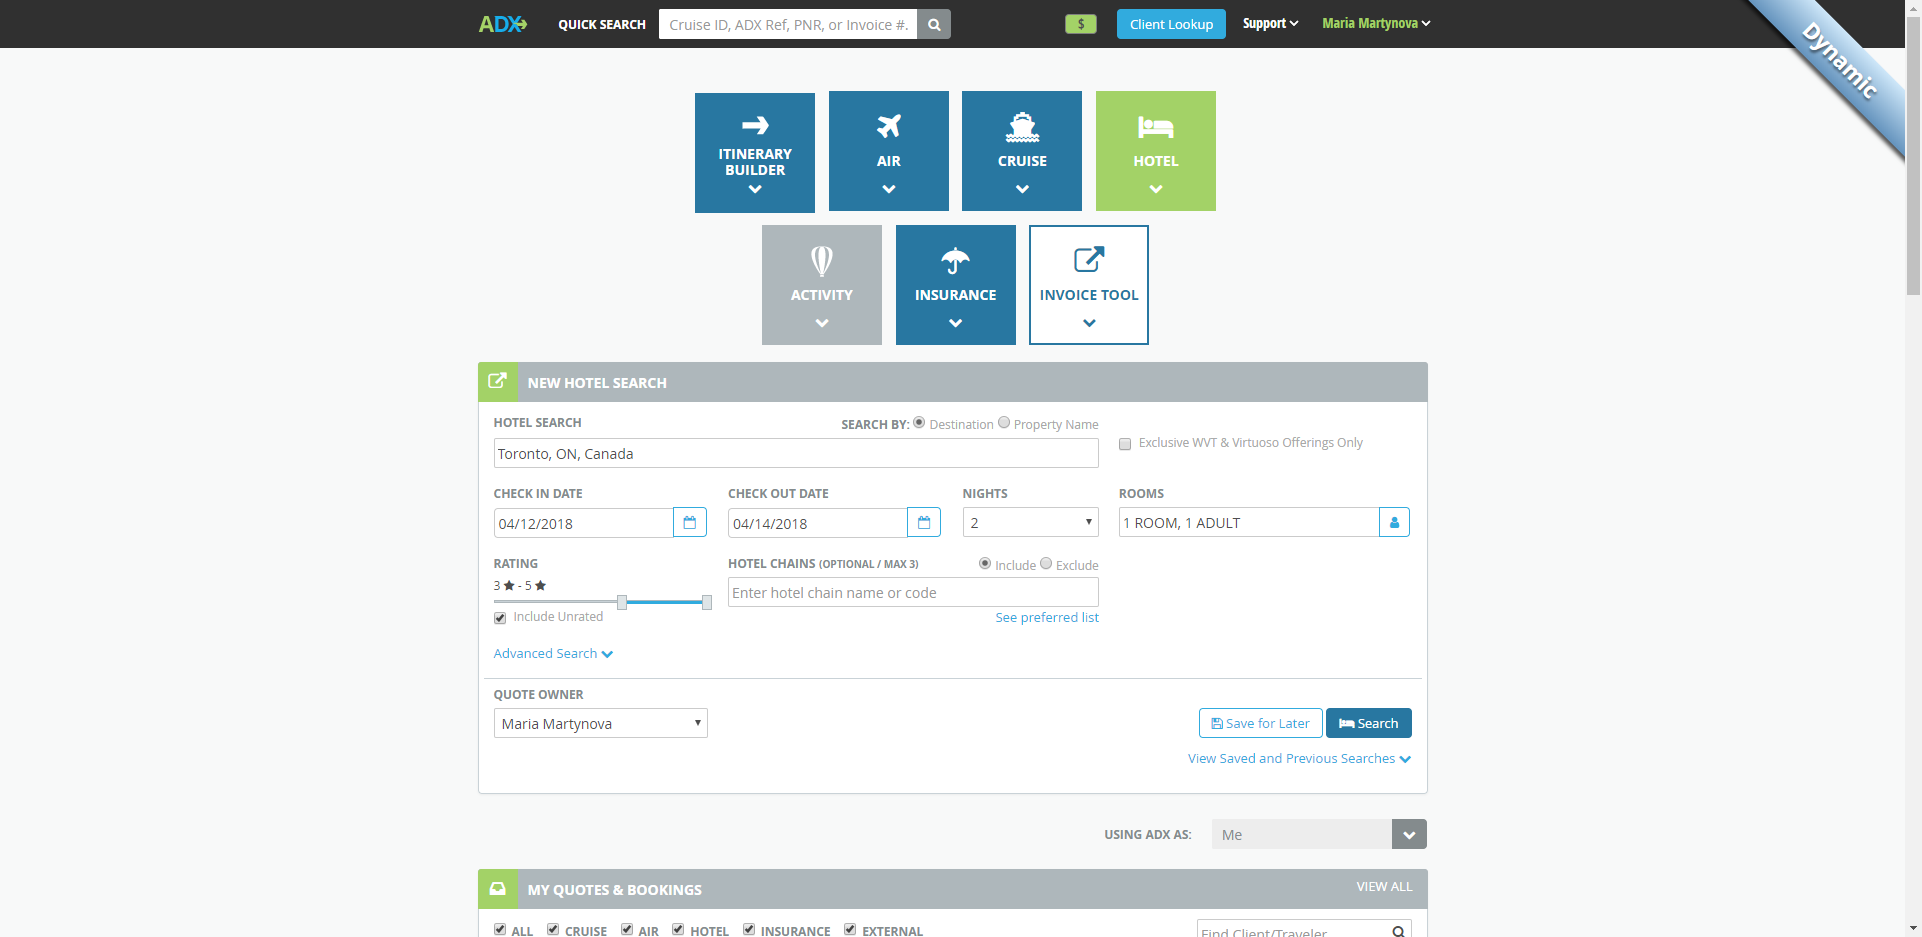 ADX QUICK SEARCH Cruise ID, ADX Ref, PNR, or Invoice #. $ Client Lookup Support Maria Martynova
Dynamic
ITINERARY BUILDER
AIR
CRUISE
HOTEL
ACTIVITY
INSURANCE
INVOICE TOOL
NEW HOTEL SEARCH
HOTEL SEARCH SEARCH BY: Destination Property Name
Toronto, ON, Canada
Exclusive WVT & Virtuoso Offerings Only
CHECK IN DATE CHECK OUT DATE NIGHTS ROOMS
04/12/2018 04/14/2018 2 1 ROOM, 1 ADULT
RATING HOTEL CHAINS (OPTIONAL / MAX 3) Include Exclude
3 ★ - 5 ★
Enter hotel chain name or code
Include Unrated See preferred list
Advanced Search
QUOTE OWNER
Maria Martynova Save for Later Search
View Saved and Previous Searches
USING ADX AS: Me
MY QUOTES & BOOKINGS VIEW ALL
ALL CRUISE AIR HOTEL INSURANCE EXTERNAL Find Client/Traveler